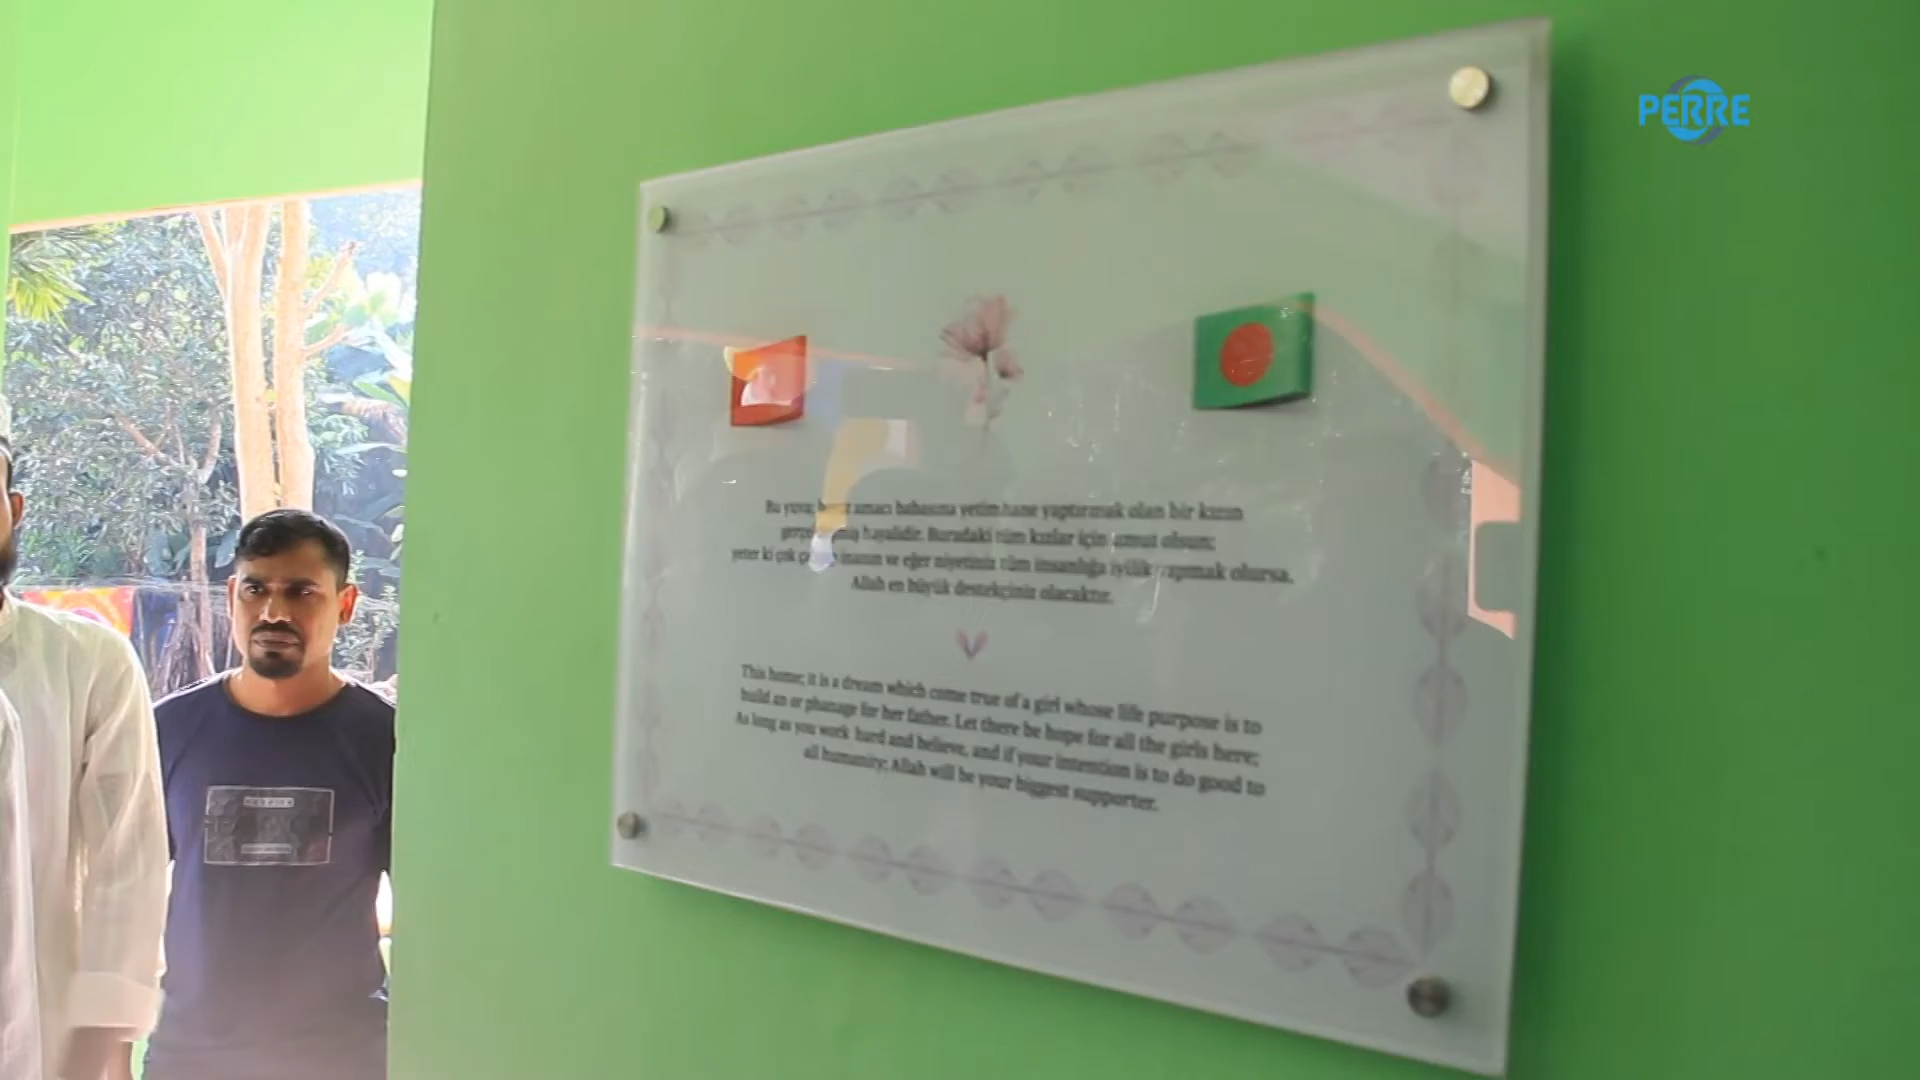 PERRE
Bu yuva; amacı babasına yetimhane yaptırmak olan bir kızın
hayalidir. Buradaki tüm kızlar için umut olsun;
yeter ki çok inanın ve eğer niyetiniz tüm insanlığa iyilik yapmak olursa,
Allah en büyük destekçiniz olacaktır.
This home; it is a dream which come true of a girl whose life purpose is to
build an or phanage for her father. Let there be hope for all the girls here;
As long as you work hard and believe, and if your intention is to do good to
all humanity; Allah will be your biggest supporter.